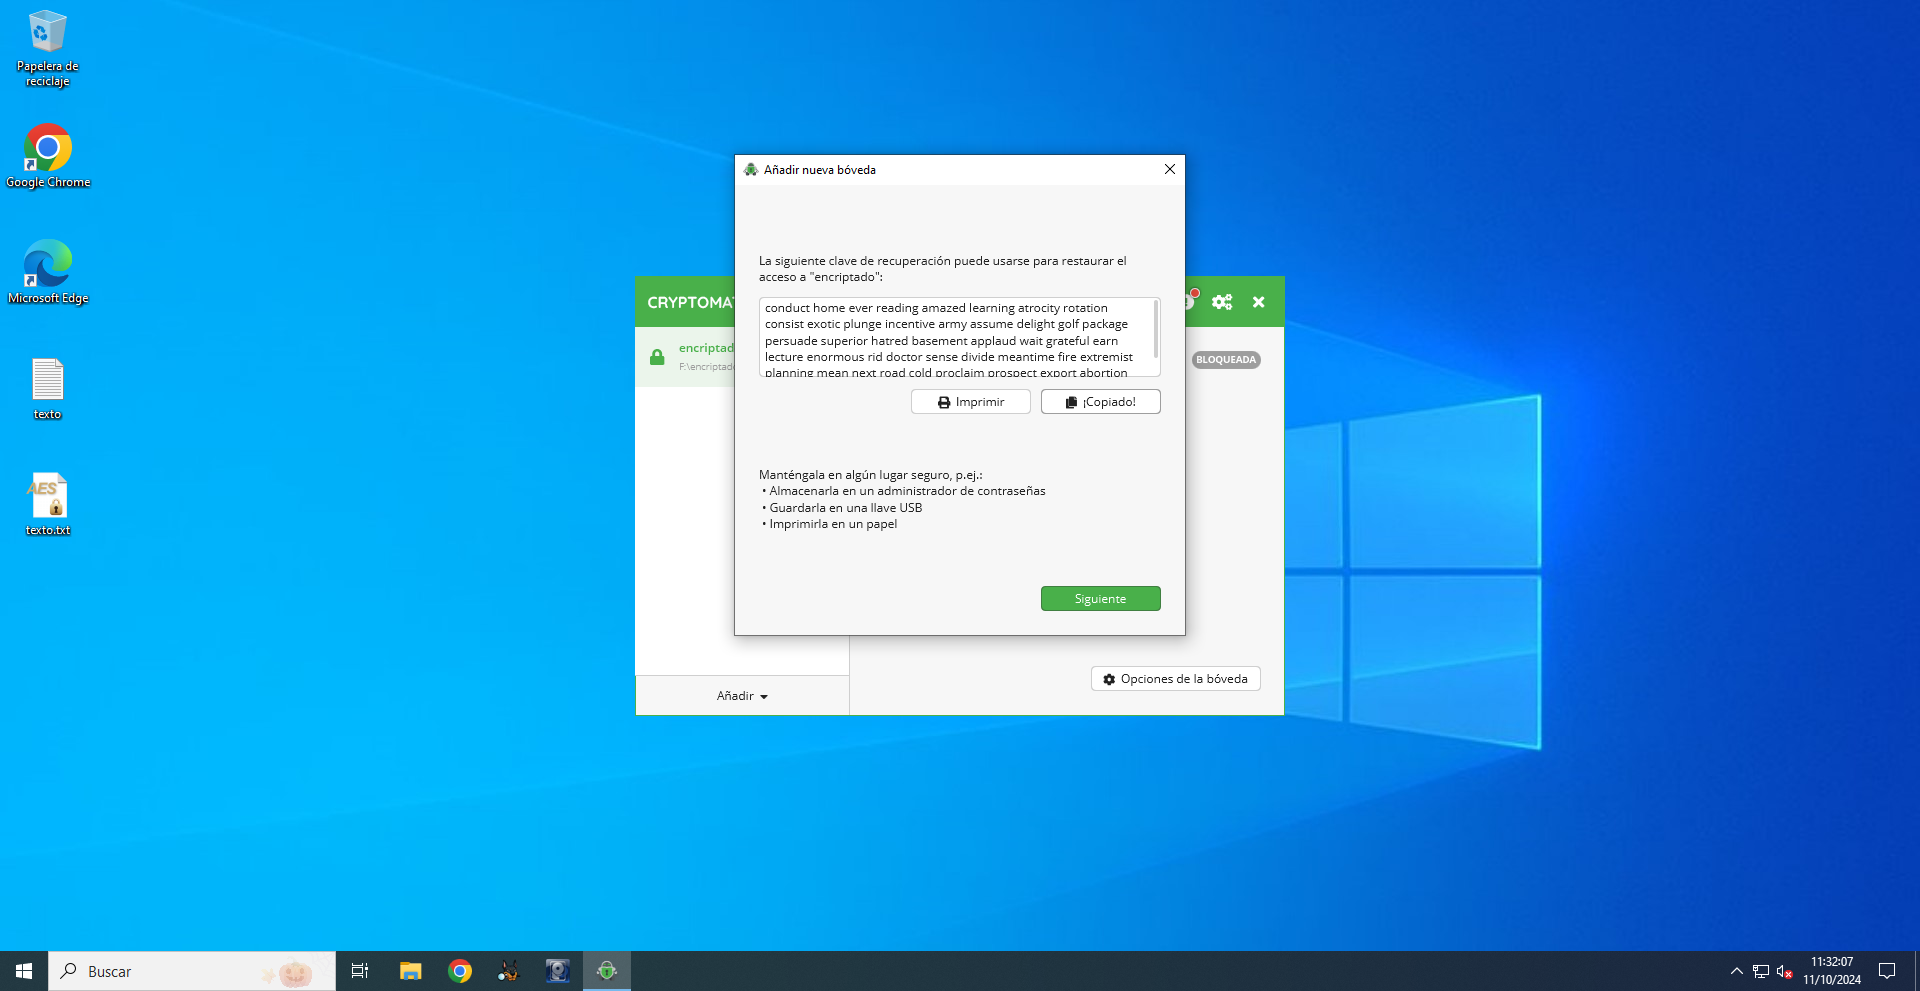 Papelera de
reciclaje
Google Chrome
Microsoft Edge
texto
AES
texto.txt
Añadir nueva bóveda
La siguiente clave de recuperación puede usarse para restaurar el
acceso a "encriptado":
conduct home ever reading amazed learning atrocity rotation
consist exotic plunge incentive army assume delight golf package
persuade superior hatred basement applaud wait grateful earn
lecture enormous rid doctor sense divide meantime fire extremist
planning mean next road cold proclaim prospect export abortion
Imprimir
¡Copiado!
Manténgala en algún lugar seguro, p.ej.:
• Almacenarla en un administrador de contraseñas
• Guardarla en una llave USB
• Imprimirla en un papel
Siguiente
CRYPTOMA
encriptad
F:\encriptad
BLOQUEADA
Añadir
Opciones de la bóveda
Buscar
11:32:07
11/10/2024